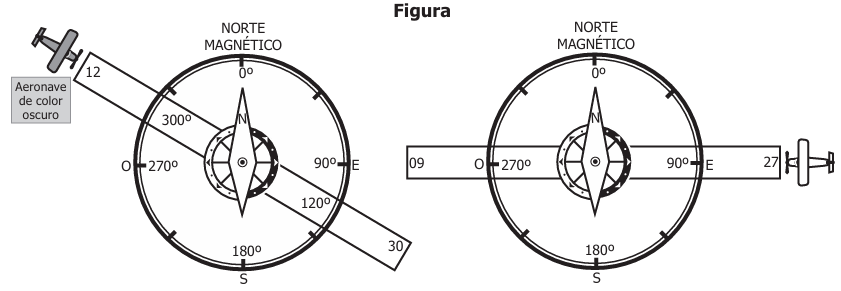 Figura
NORTE
MAGNÉTICO
0º
N
12
Aeronave
de color
oscuro
300º
O
270º
90º
E
120º
180º
30
S
NORTE
MAGNÉTICO
0º
N
09
O
270º
90º
E
27
180º
S